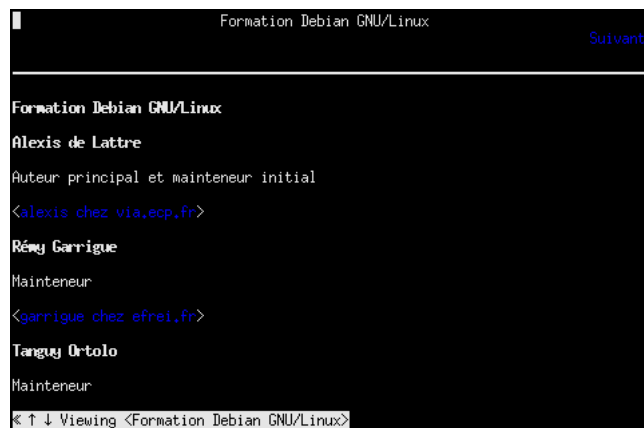 Formation Debian GNU/Linux
Suivant
Formation Debian GNU/Linux
Alexis de Lattre
Auteur principal et mainteneur initial
<alexis chez via.ecp.fr>
Rémy Garrigue
Mainteneur
<garrigue chez efrei.fr>
Tanguy Ortolo
Mainteneur
« ↑ ↓ Viewing <Formation Debian GNU/Linux>